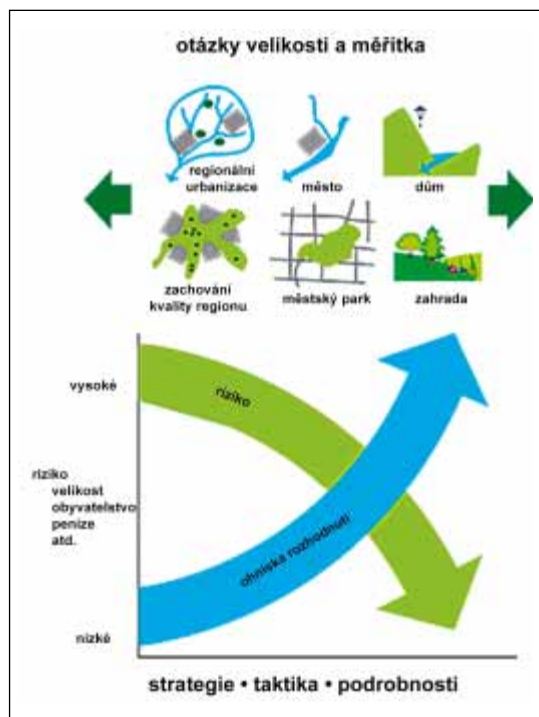 otázky velikosti a měřítka
regionální
urbanizace
město
dům
zachování
kvality regionu
městský park
zahrada
vysoké
riziko
riziko
velikost
obyvatelstvo
peníze
atd.
ohniska rozhodnutí
nízké
strategie • taktika • podrobnosti